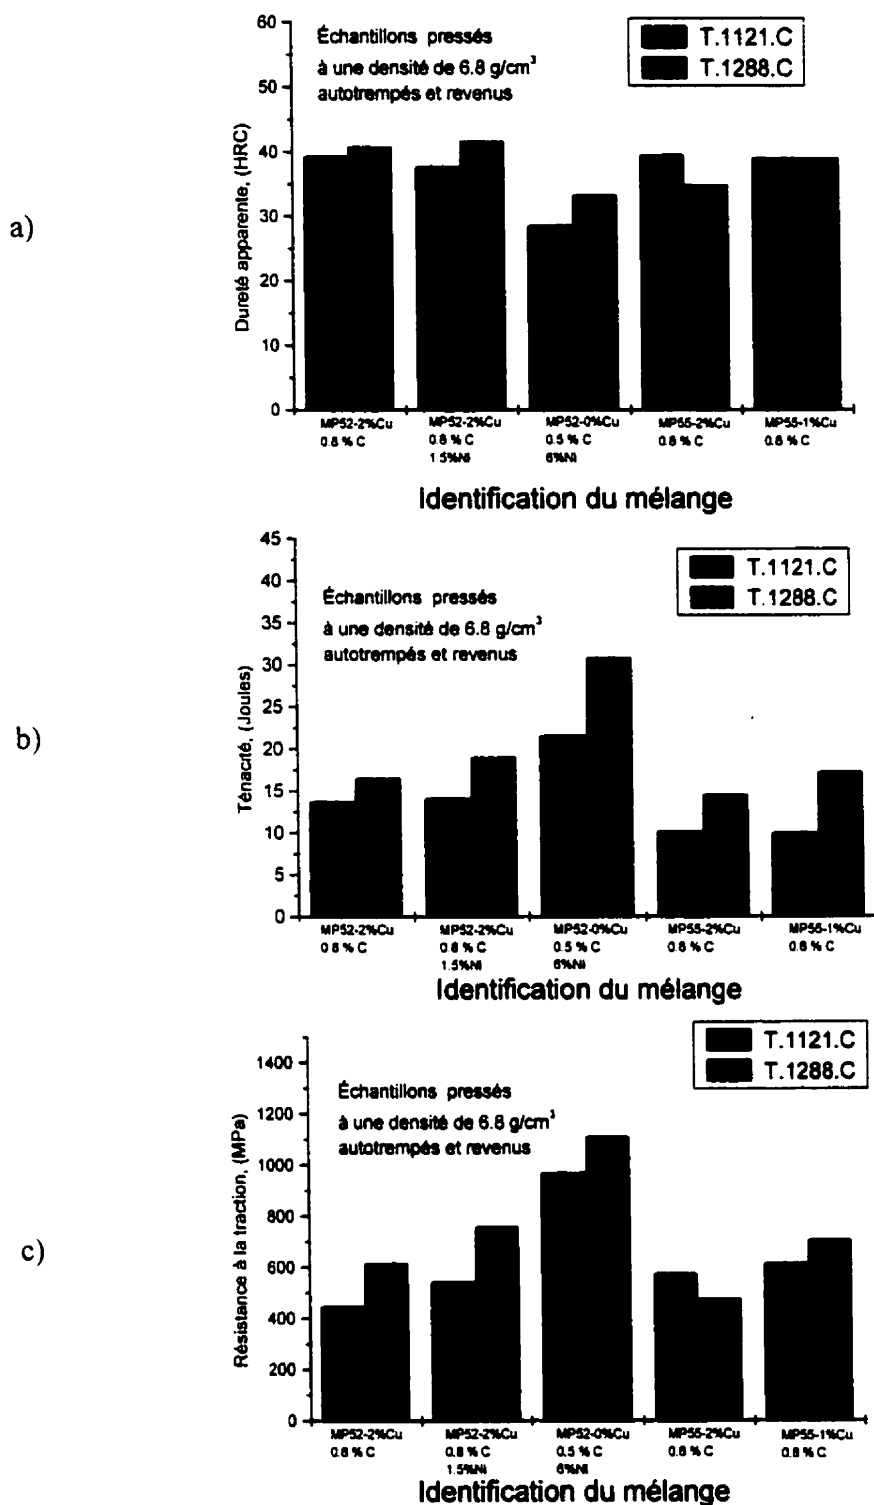 a)
60
50
40
30
20
10
0
Dureté apparente, (HRC)
Échantillons pressés
à une densité de 6.8 g/cm³
autotrempés et revenus
T.1121.C
T.1288.C
MP52-2%Cu MP52-2%Cu MP52-0%Cu MP55-2%Cu MP55-1%Cu
0.8 % C 0.8 % C 0.5 % C 0.8 % C 0.8 % C
1.5%Ni 6%Ni
Identification du mélange
b)
45
40
35
30
25
20
15
10
5
0
Ténacité, (Joules)
Échantillons pressés
à une densité de 6.8 g/cm³
autotrempés et revenus
T.1121.C
T.1288.C
MP52-2%Cu MP52-2%Cu MP52-0%Cu MP55-2%Cu MP55-1%Cu
0.8 % C 0.8 % C 0.5 % C 0.8 % C 0.8 % C
1.5%Ni 6%Ni
Identification du mélange
c)
1400
1200
1000
800
600
400
200
0
Résistance à la traction, (MPa)
Échantillons pressés
à une densité de 6.8 g/cm³
autotrempés et revenus
T.1121.C
T.1288.C
MP52-2%Cu MP52-2%Cu MP52-0%Cu MP55-2%Cu MP55-1%Cu
0.8 % C 0.8 % C 0.5 % C 0.8 % C 0.8 % C
1.5%Ni 6%Ni
Identification du mélange